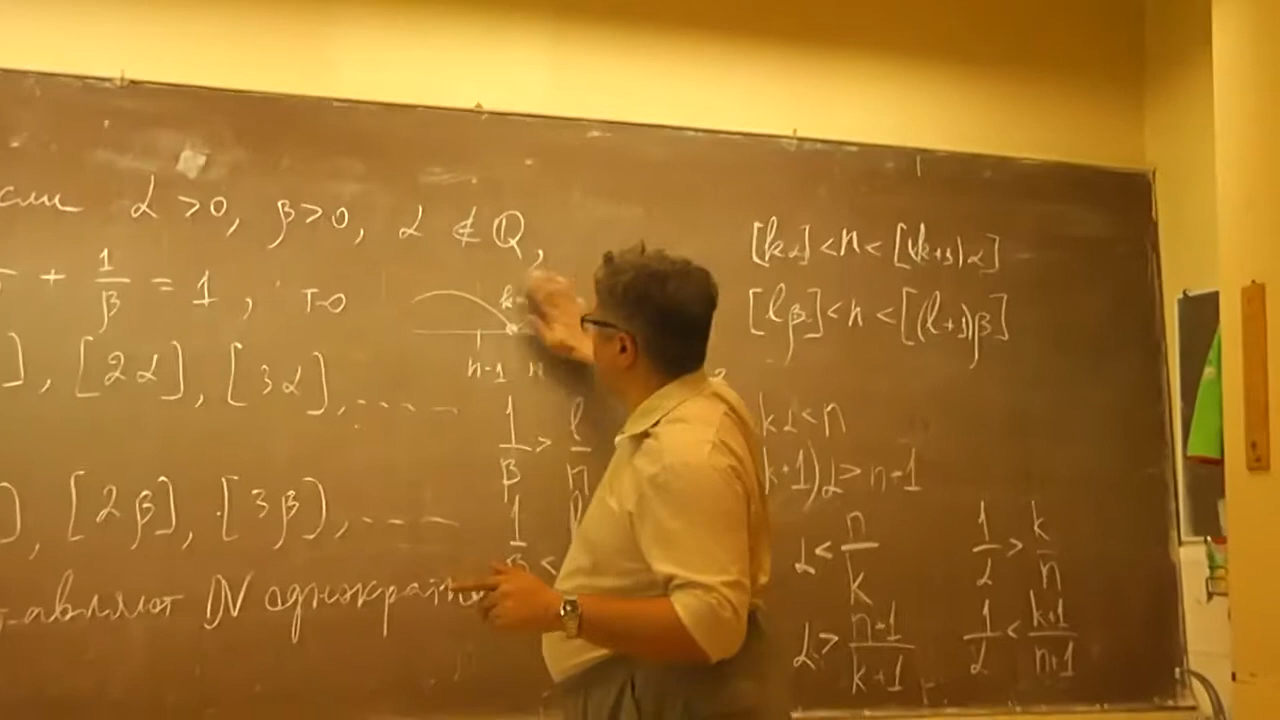 α > 0, β > 0, α ∉ ℚ,
+ 1/β = 1, то
], [2α], [3α], ....
], [2β], [3β], ....
ℕ однократно
n-1
1/β > l/n
1/β <
[kα] < n < [(k+1)α]
[lβ] < n < [(l+1)β]
kα < n
k+1)α > n+1
α < n/k
1/α > k/n
α > n+1/k+1
1/α < k+1/n+1